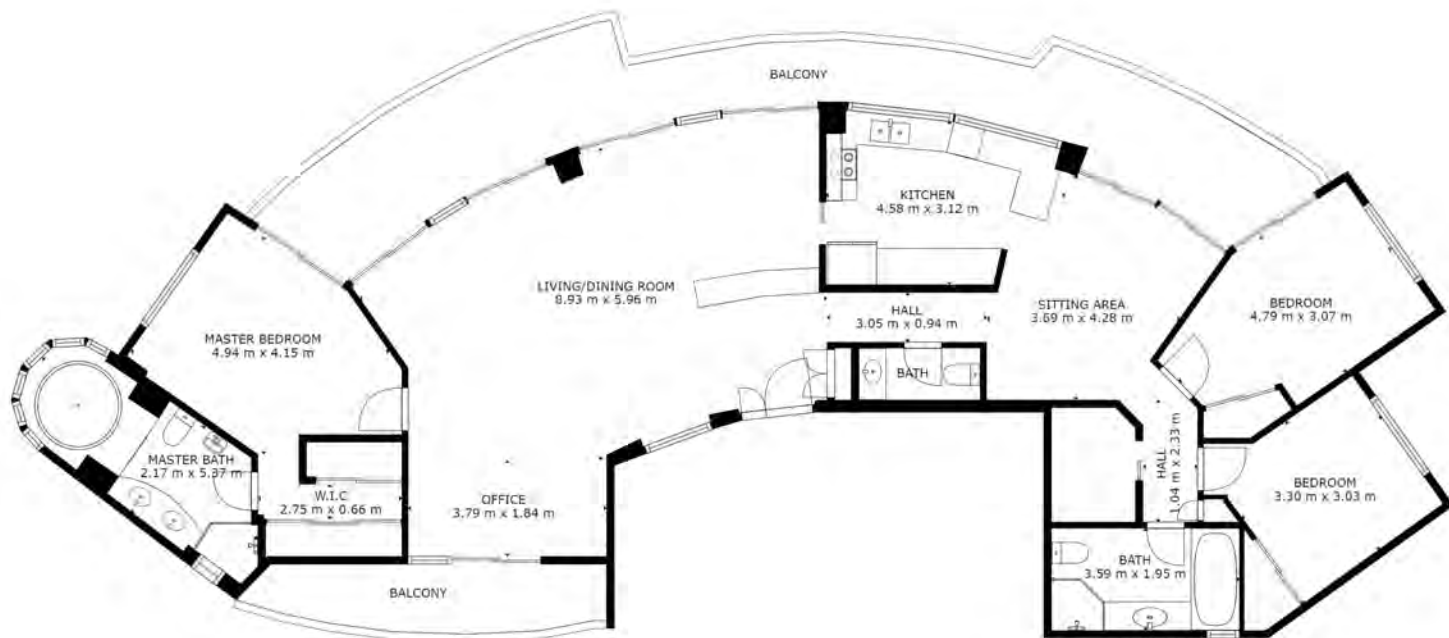 BALCONY
KITCHEN
4.58 m x 3.12 m
LIVING/DINING ROOM
8.93 m x 5.96 m
HALL
3.05 m x 0.94 m
SITTING AREA
3.69 m x 4.28 m
BEDROOM
4.79 m x 3.07 m
MASTER BEDROOM
4.94 m x 4.15 m
BATH
MASTER BATH
2.17 m x 5.37 m
W.I.C
2.75 m x 0.66 m
OFFICE
3.79 m x 1.84 m
HALL
1.04 m x 2.33 m
BEDROOM
3.30 m x 3.03 m
BATH
3.59 m x 1.95 m
BALCONY